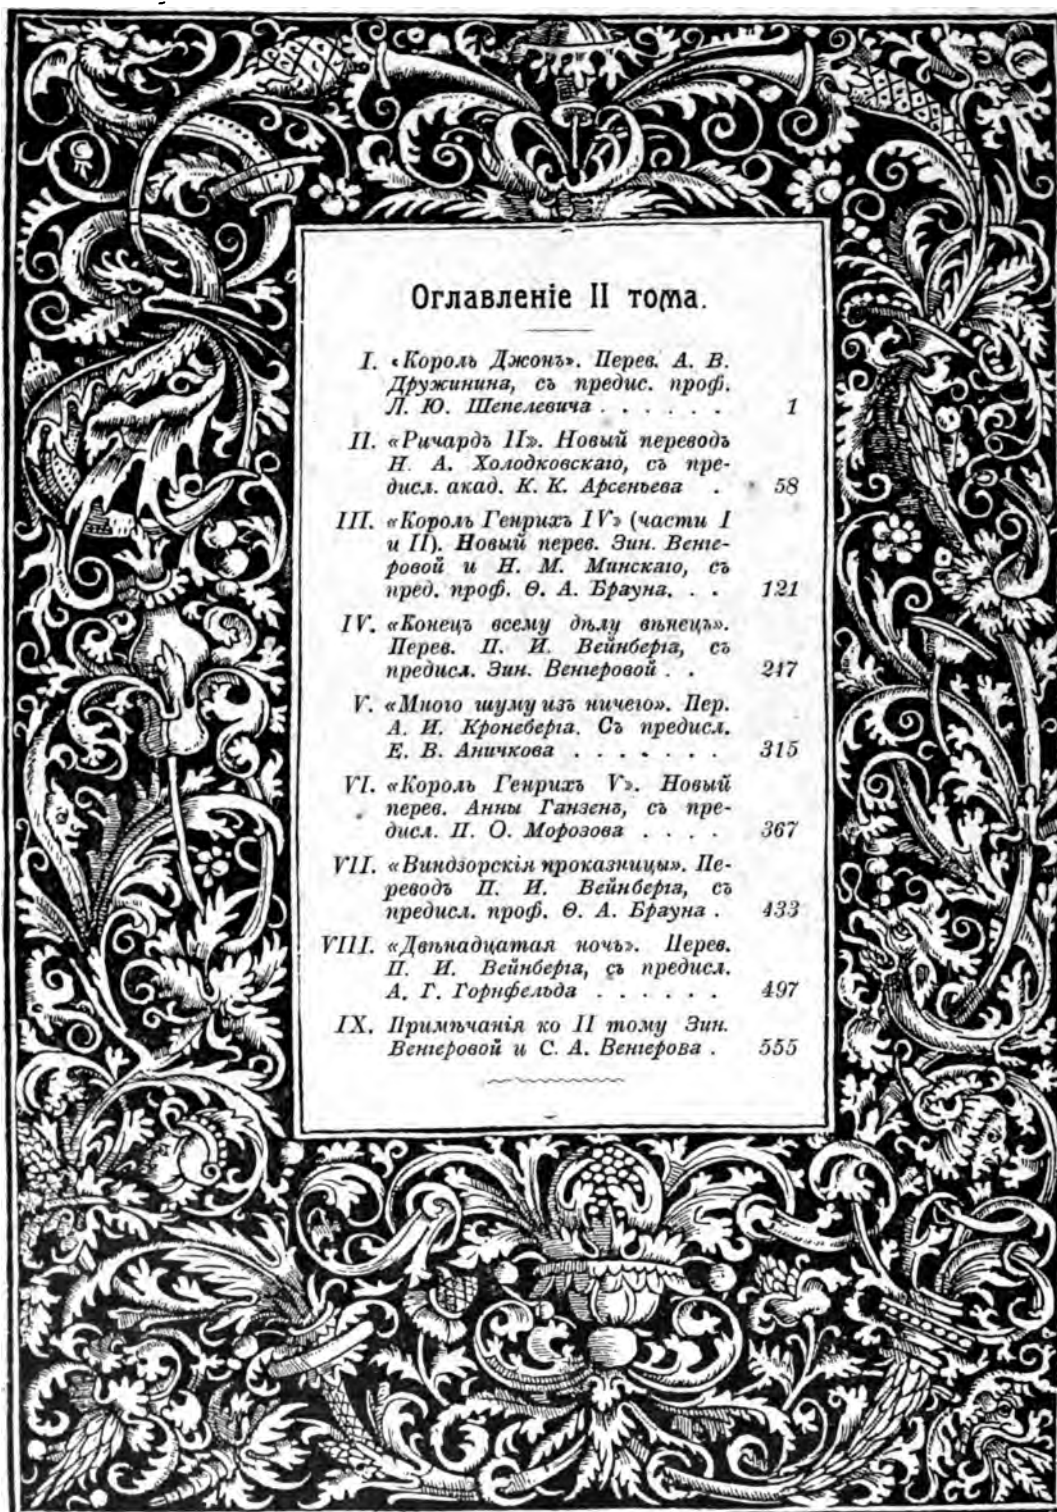 Оглавленіе II тома.
I. «Король Джонъ». Перев. А. В.
Дружинина, съ предис. проф.
Л. Ю. Шепелевича . . . . . . 1
II. «Ричардъ II». Новый переводъ
Н. А. Холодковскаго, съ пре-
дисл. акад. К. К. Арсеньева . 58
III. «Король Генрихъ IV» (части I
и II). Новый перев. Зин. Венге-
ровой и Н. М. Минскаго, съ
пред. проф. Ѳ. А. Брауна. . . 121
IV. «Конецъ всему дѣлу вѣнецъ».
Перев. П. И. Вейнберга, съ
предисл. Зин. Венгеровой . . 247
V. «Много шуму изъ ничего». Пер.
А. И. Кронеберга. Съ предисл.
Е. В. Аничкова . . . . . . . 315
VI. «Король Генрихъ V». Новый
перев. Анны Ганзенъ, съ пре-
дисл. П. О. Морозова . . . . 367
VII. «Виндзорскія проказницы». Пе-
реводъ П. И. Вейнберга, съ
предисл. проф. Ѳ. А. Брауна . 433
VIII. «Двѣнадцатая ночь». Перев.
П. И. Вейнберга, съ предисл.
А. Г. Горнфельда . . . . . . 497
IX. Примѣчанія ко II тому Зин.
Венгеровой и С. А. Венгерова . 555